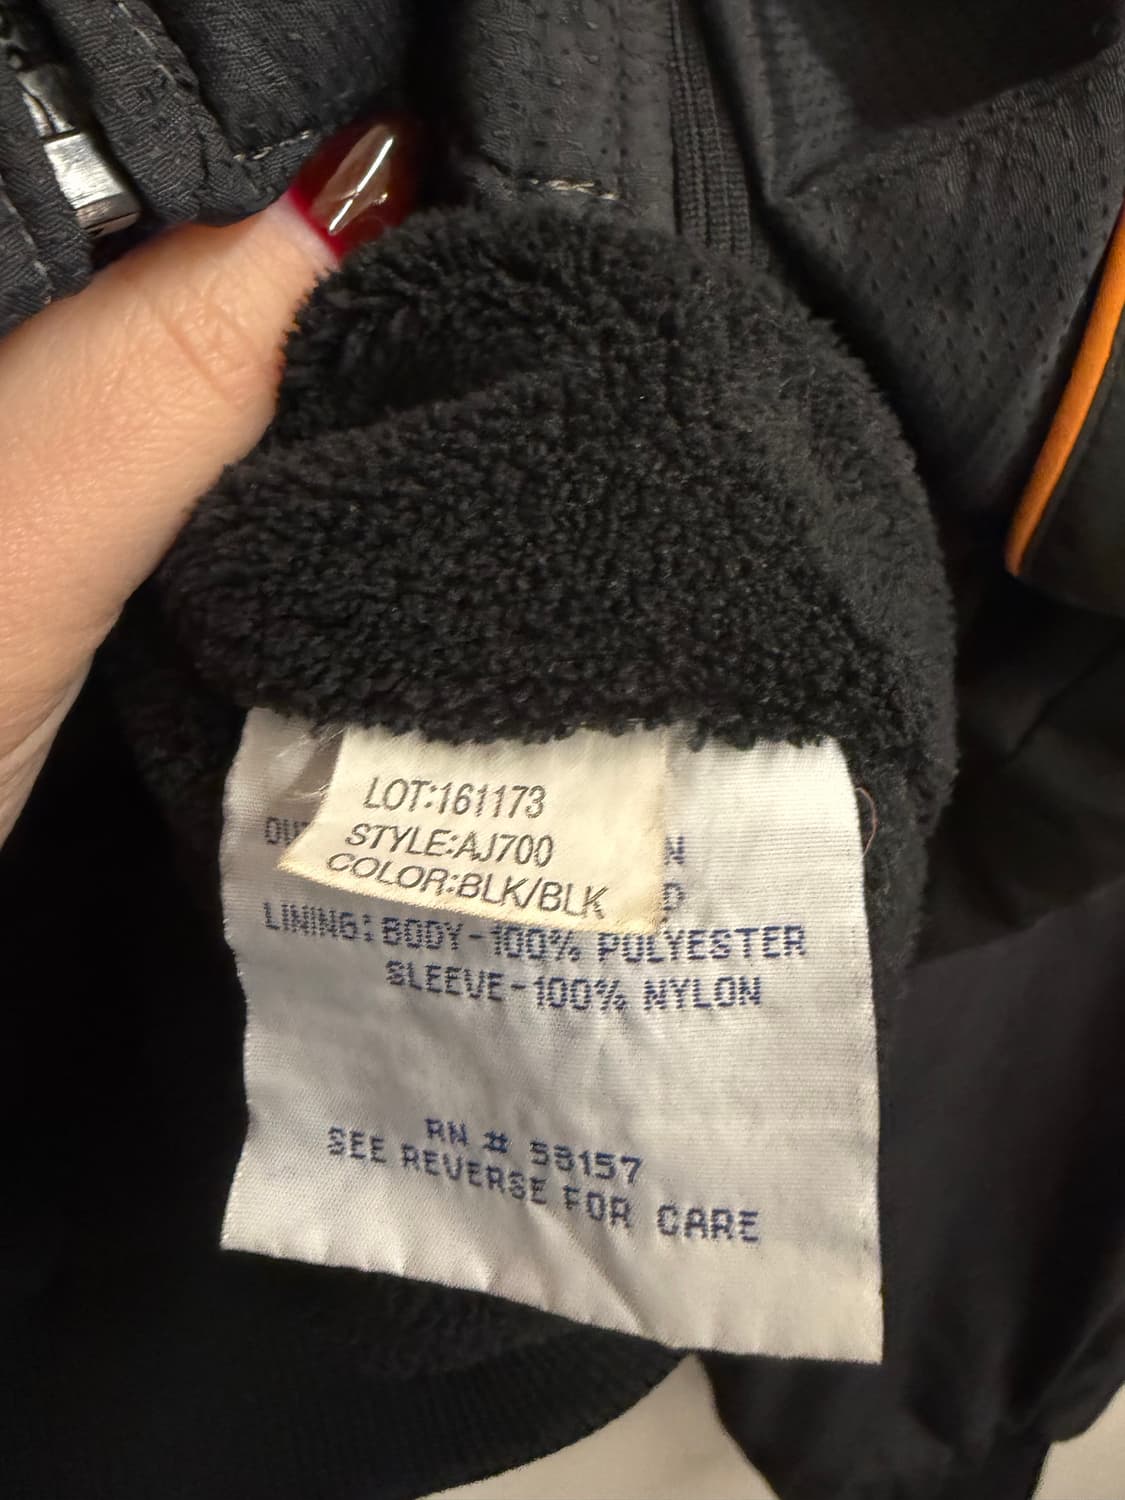 LOT:161173
STYLE:AJ700
COLOR:BLK/BLK
LINING: BODY-100% POLYESTER
SLEEVE-100% NYLON
RN # 58157
SEE REVERSE FOR CARE